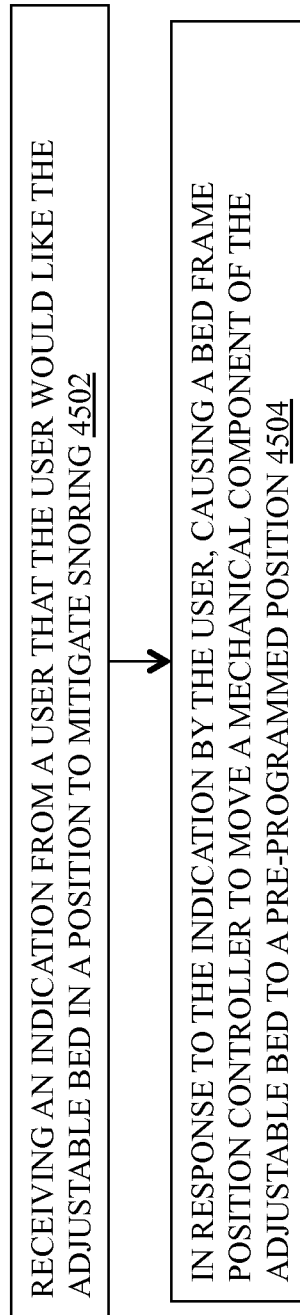 RECEIVING AN INDICATION FROM A USER THAT THE USER WOULD LIKE THE
ADJUSTABLE BED IN A POSITION TO MITIGATE SNORING 4502
IN RESPONSE TO THE INDICATION BY THE USER, CAUSING A BED FRAME
POSITION CONTROLLER TO MOVE A MECHANICAL COMPONENT OF THE
ADJUSTABLE BED TO A PRE-PROGRAMMED POSITION 4504